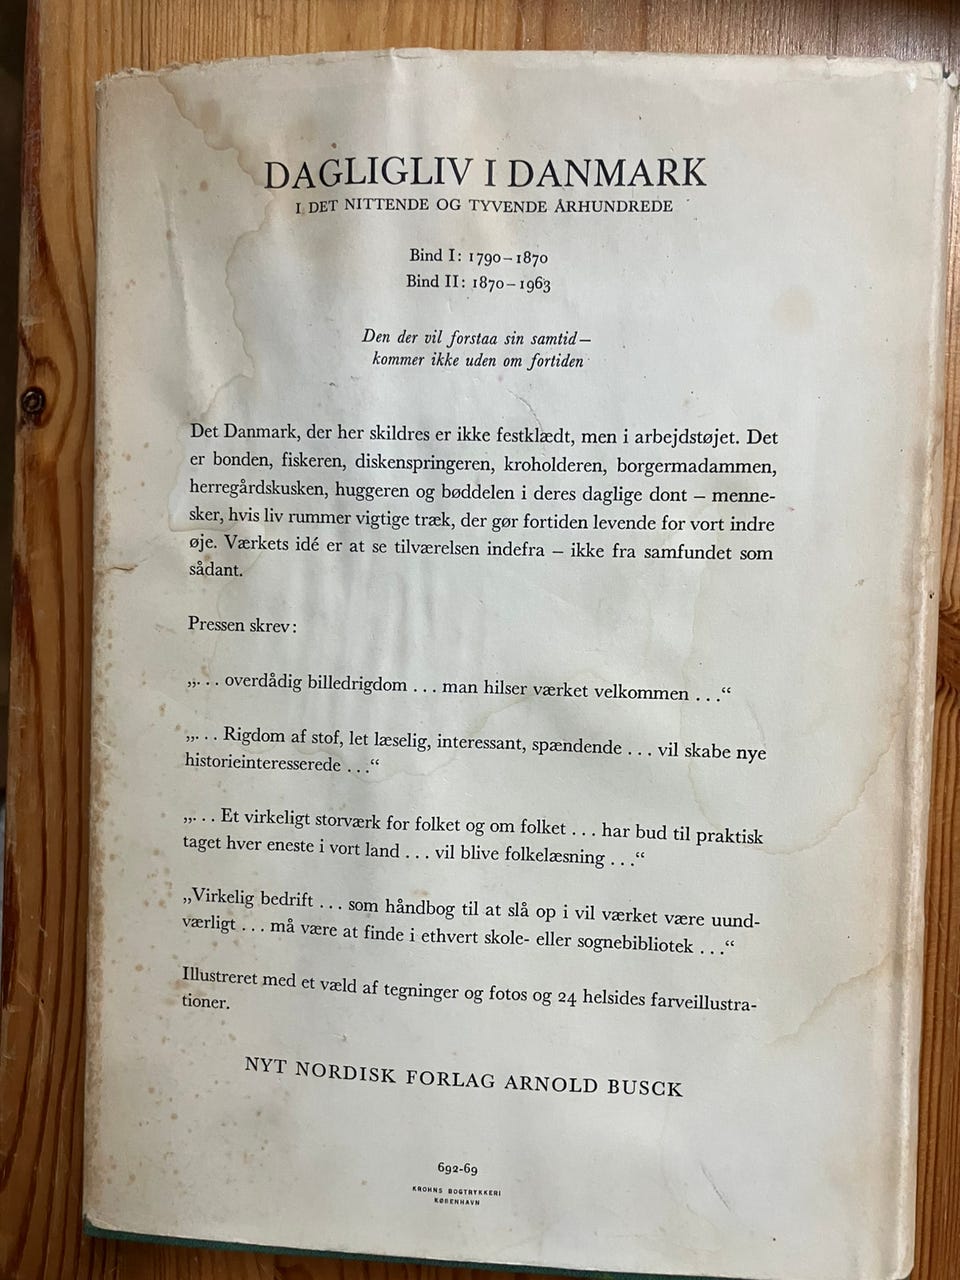 DAGLIGLIV I DANMARK
I DET NITTENDE OG TYVENDE ÅRHUNDREDE
Bind I: 1790–1870
Bind II: 1870–1963
Den der vil forstaa sin samtid –
kommer ikke uden om fortiden
Det Danmark, der her skildres er ikke festklædt, men i arbejdstøjet. Det
er bonden, fiskeren, diskenspringeren, kroholderen, borgermadammen,
herregårdskusken, huggeren og bøddelen i deres daglige dont – menne-
sker, hvis liv rummer vigtige træk, der gør fortiden levende for vort indre
øje. Værkets idé er at se tilværelsen indefra – ikke fra samfundet som
sådant.
Pressen skrev:
„. . . overdådig billedrigdom . . . man hilser værket velkommen . . .“
„. . . Rigdom af stof, let læselig, interessant, spændende . . . vil skabe nye
historieinteresserede . . .“
„. . . Et virkeligt storværk for folket og om folket . . . har bud til praktisk
taget hver eneste i vort land . . . vil blive folkelæsning . . .“
„Virkelig bedrift . . . som håndbog til at slå op i vil værket være uund-
værligt . . . må være at finde i ethvert skole- eller sognebibliotek . . .“
Illustreret med et væld af tegninger og fotos og 24 helsides farveillustra-
tioner.
NYT NORDISK FORLAG ARNOLD BUSCK
692-69
KROHNS BOGTRYKKERI
KØBENHAVN